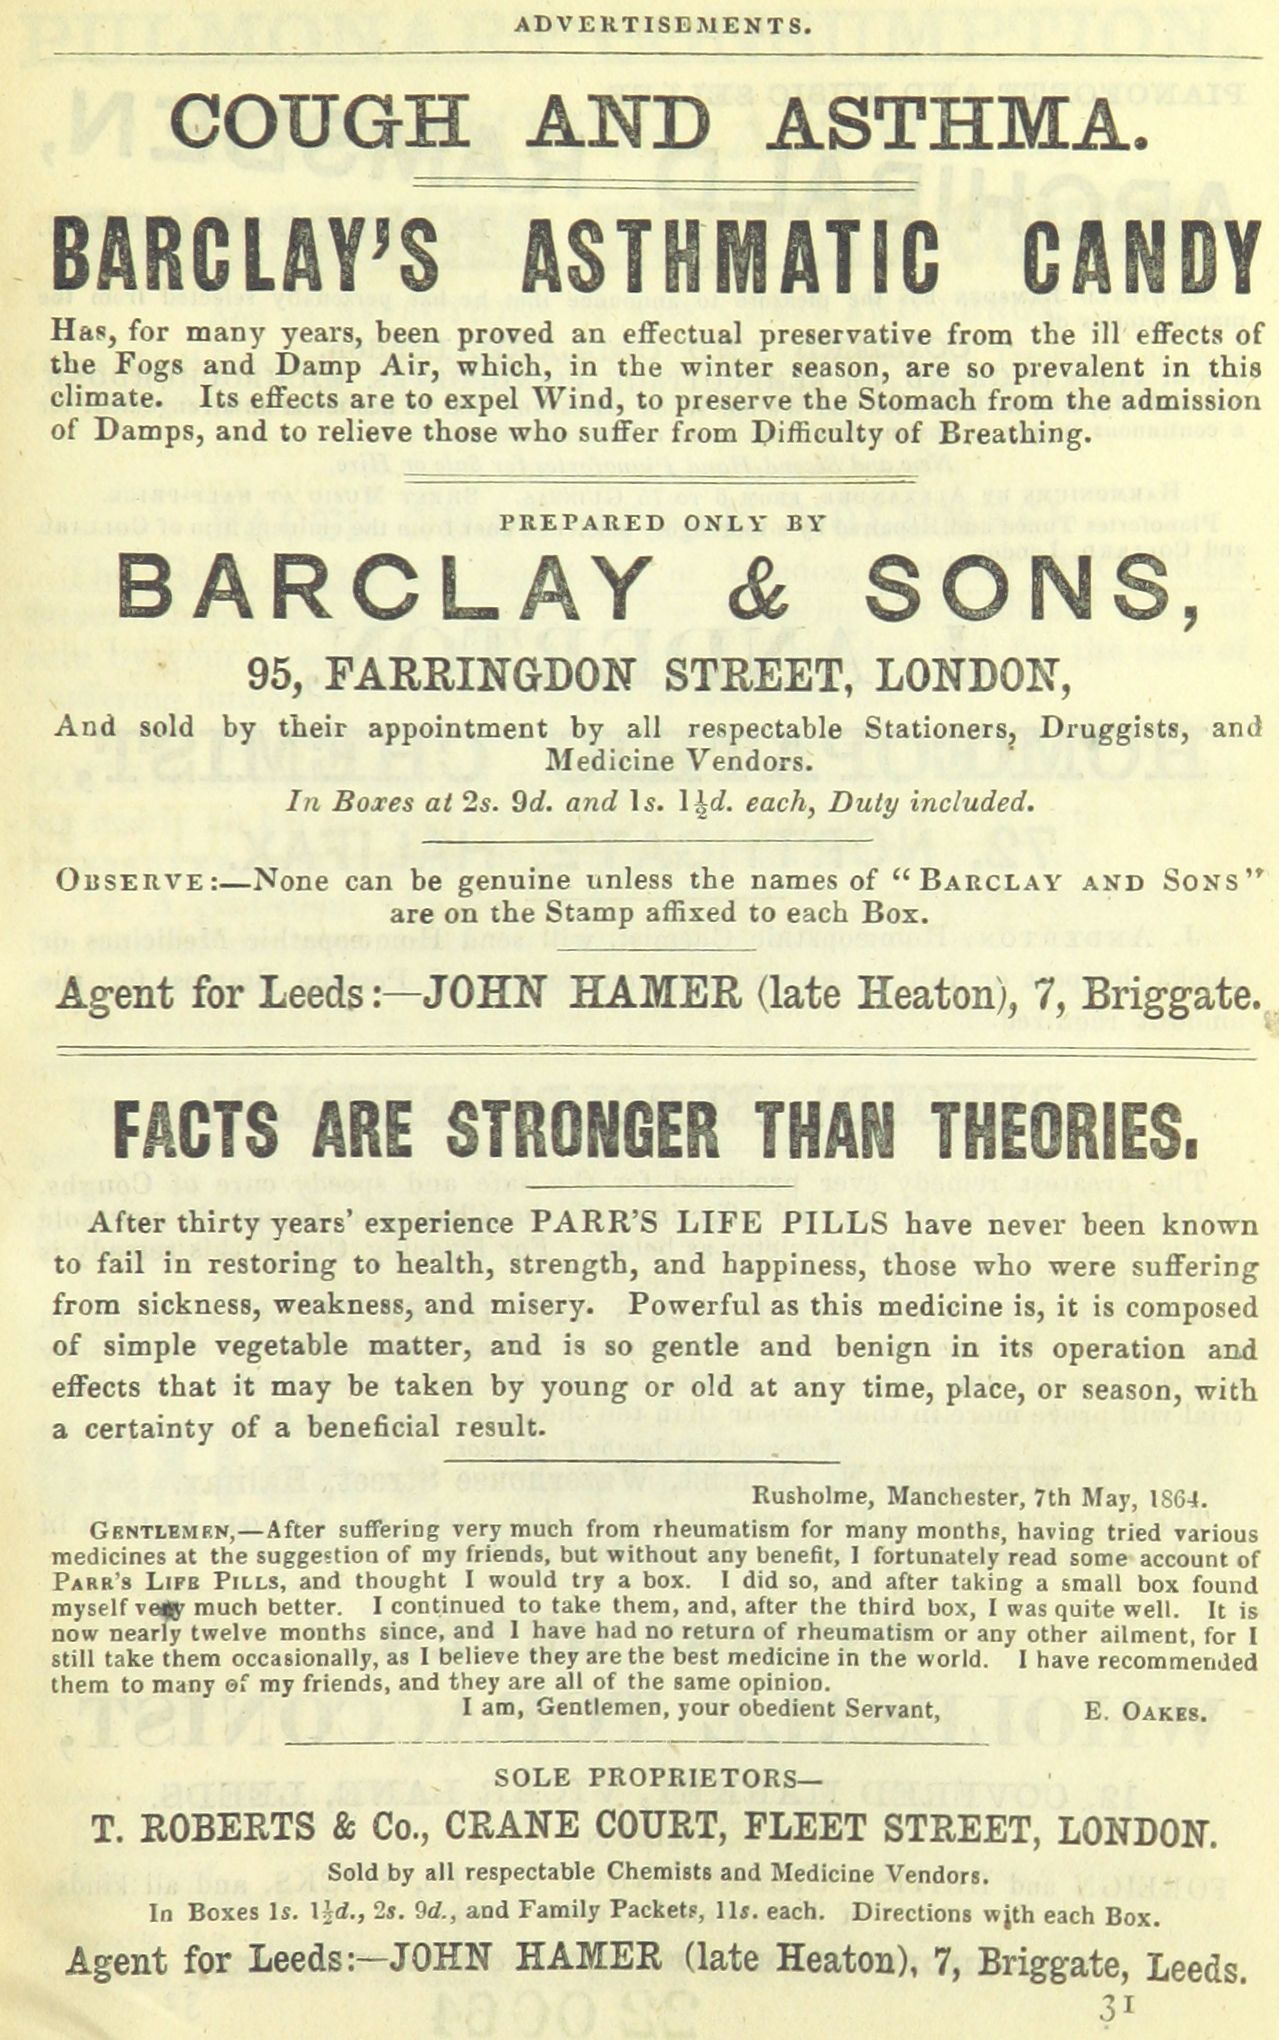 ADVERTISEMENTS.
COUGH AND ASTHMA.
BARCLAY'S ASTHMATIC CANDY
Has, for many years, been proved an effectual preservative from the ill effects of
the Fogs and Damp Air, which, in the winter season, are so prevalent in this
climate. Its effects are to expel Wind, to preserve the Stomach from the admission
of Damps, and to relieve those who suffer from Difficulty of Breathing.
PREPARED ONLY BY
BARCLAY & SONS,
95, FARRINGDON STREET, LONDON,
And sold by their appointment by all respectable Stationers, Druggists, and
Medicine Vendors.
In Boxes at 2s. 9d. and 1s. 1½d. each, Duty included.
OBSERVE:—None can be genuine unless the names of "BARCLAY AND SONS"
are on the Stamp affixed to each Box.
Agent for Leeds:—JOHN HAMER (late Heaton), 7, Briggate.
FACTS ARE STRONGER THAN THEORIES.
After thirty years' experience PARR'S LIFE PILLS have never been known
to fail in restoring to health, strength, and happiness, those who were suffering
from sickness, weakness, and misery. Powerful as this medicine is, it is composed
of simple vegetable matter, and is so gentle and benign in its operation and
effects that it may be taken by young or old at any time, place, or season, with
a certainty of a beneficial result.
Rusholme, Manchester, 7th May, 1864.
GENTLEMEN,—After suffering very much from rheumatism for many months, having tried various
medicines at the suggestion of my friends, but without any benefit, I fortunately read some account of
PARR'S LIFE PILLS, and thought I would try a box. I did so, and after taking a small box found
myself very much better. I continued to take them, and, after the third box, I was quite well. It is
now nearly twelve months since, and I have had no return of rheumatism or any other ailment, for I
still take them occasionally, as I believe they are the best medicine in the world. I have recommended
them to many of my friends, and they are all of the same opinion.
I am, Gentlemen, your obedient Servant, E. OAKES.
SOLE PROPRIETORS—
T. ROBERTS & Co., CRANE COURT, FLEET STREET, LONDON.
Sold by all respectable Chemists and Medicine Vendors.
In Boxes 1s. 1½d., 2s. 9d., and Family Packets, 11s. each. Directions with each Box.
Agent for Leeds:—JOHN HAMER (late Heaton), 7, Briggate, Leeds.
31